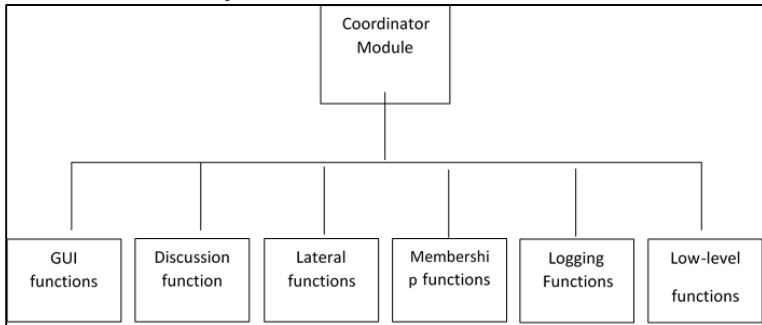 Coordinator
Module
GUI
functions
Discussion
function
Lateral
functions
Membershi
p functions
Logging
Functions
Low-level
functions